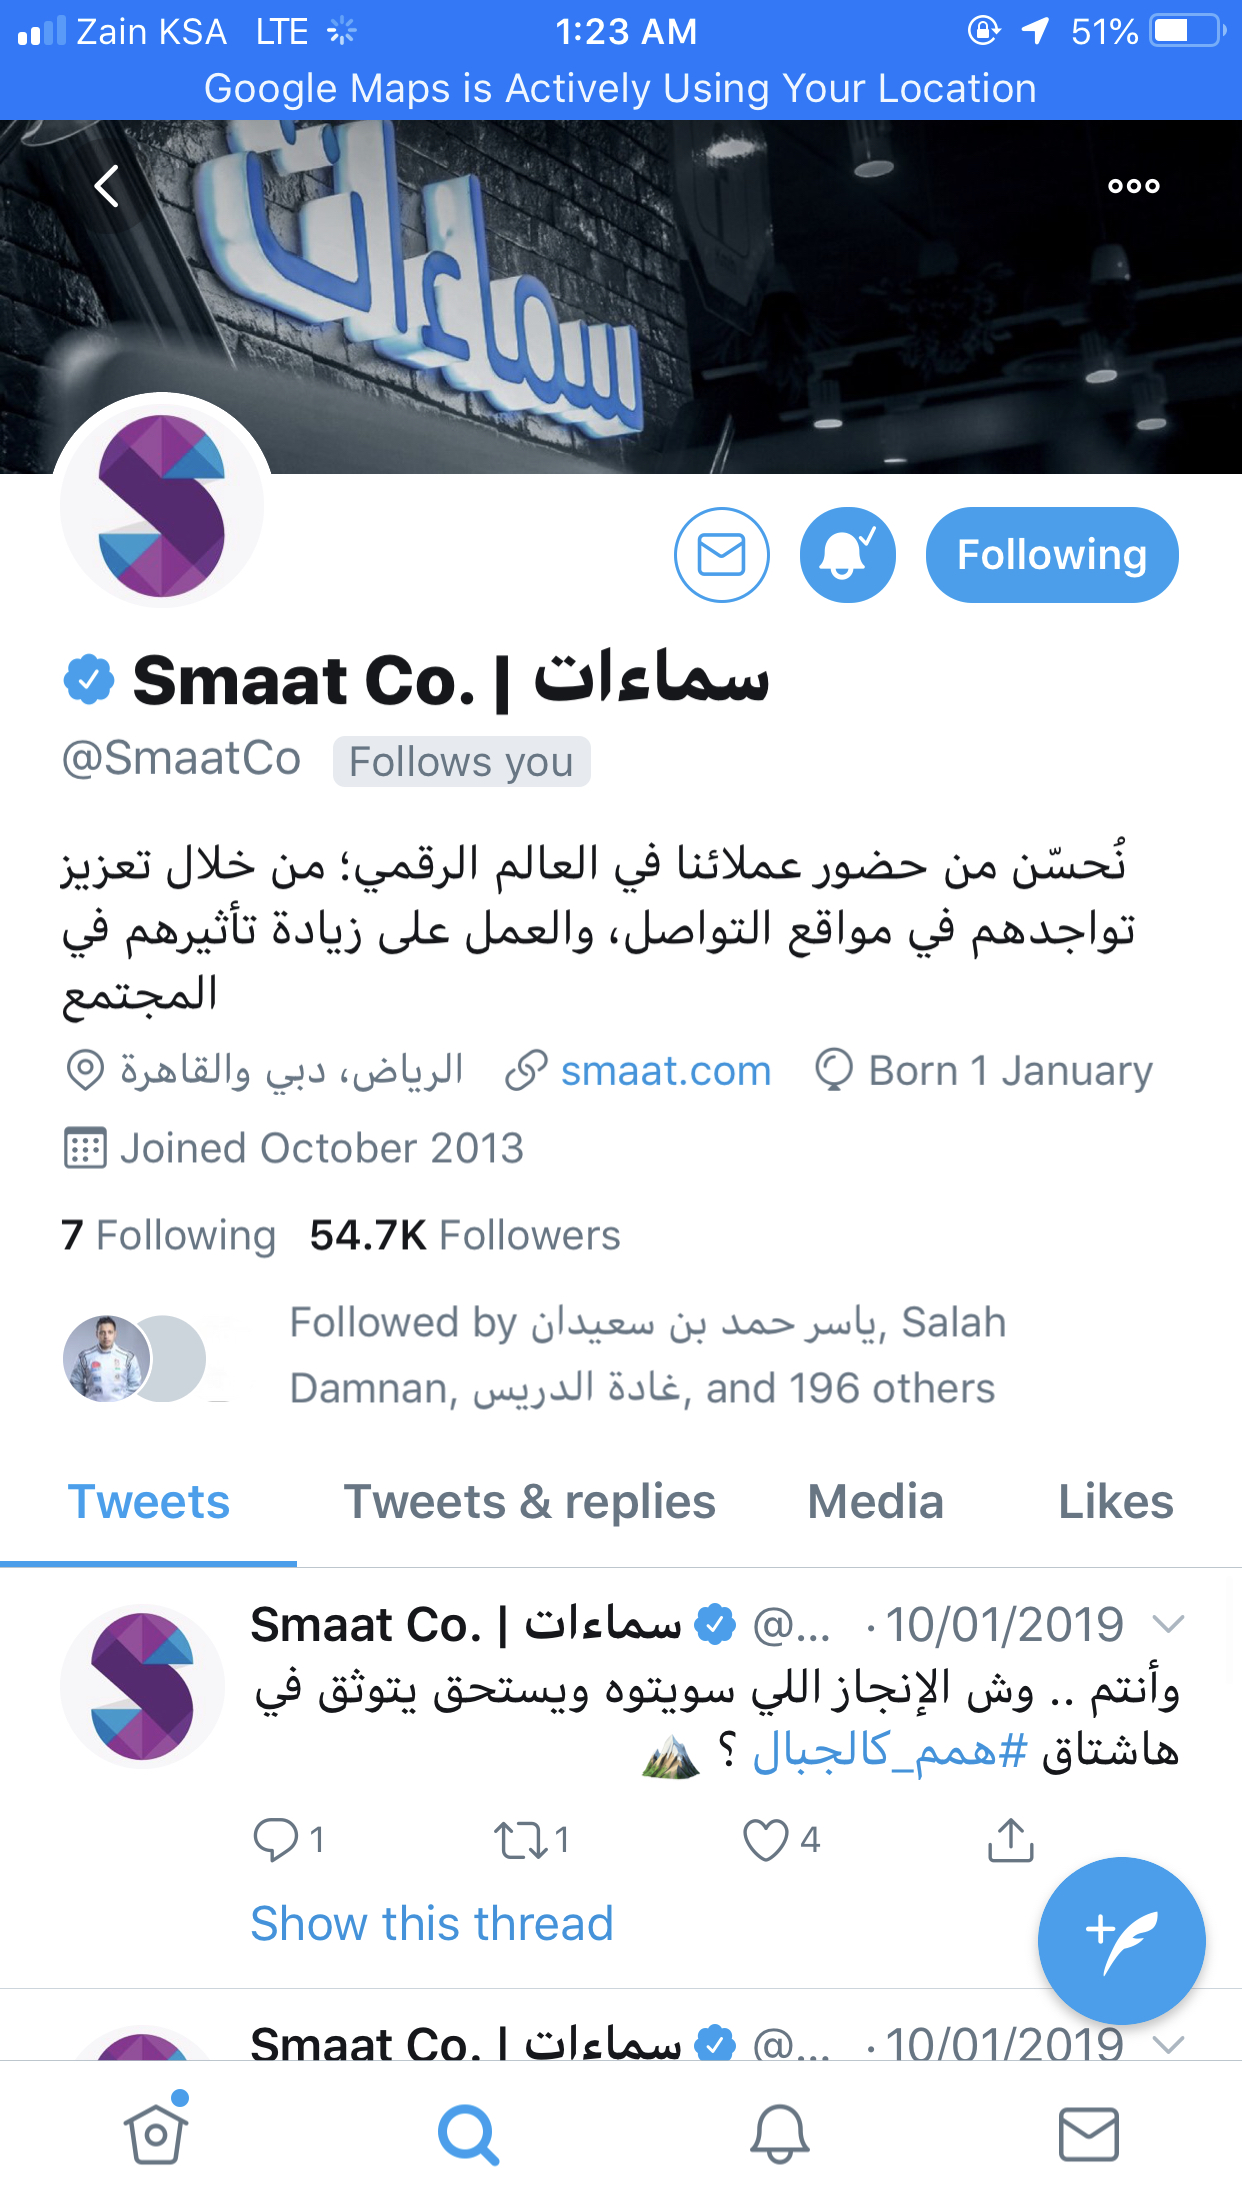 Zain KSA LTE 1:23 AM 51%
Google Maps is Actively Using Your Location
سماءات
Following
Smaat Co. | سماءات
@SmaatCo Follows you
نُحسّن من حضور عملائنا في العالم الرقمي؛ من خلال تعزيز
تواجدهم في مواقع التواصل، والعمل على زيادة تأثيرهم في
المجتمع
الرياض، دبي والقاهرة smaat.com Born 1 January
Joined October 2013
7 Following 54.7K Followers
Followed by ياسر حمد بن سعيدان, Salah
Damnan, غادة الدريس, and 196 others
Tweets Tweets & replies Media Likes
Smaat Co. | سماءات @... · 10/01/2019
وأنتم .. وش الإنجاز اللي سويتوه ويستحق يتوثق في
هاشتاق #همم_كالجبال ؟
1 1 4
Show this thread
Smaat Co. | سماءات @... · 10/01/2019